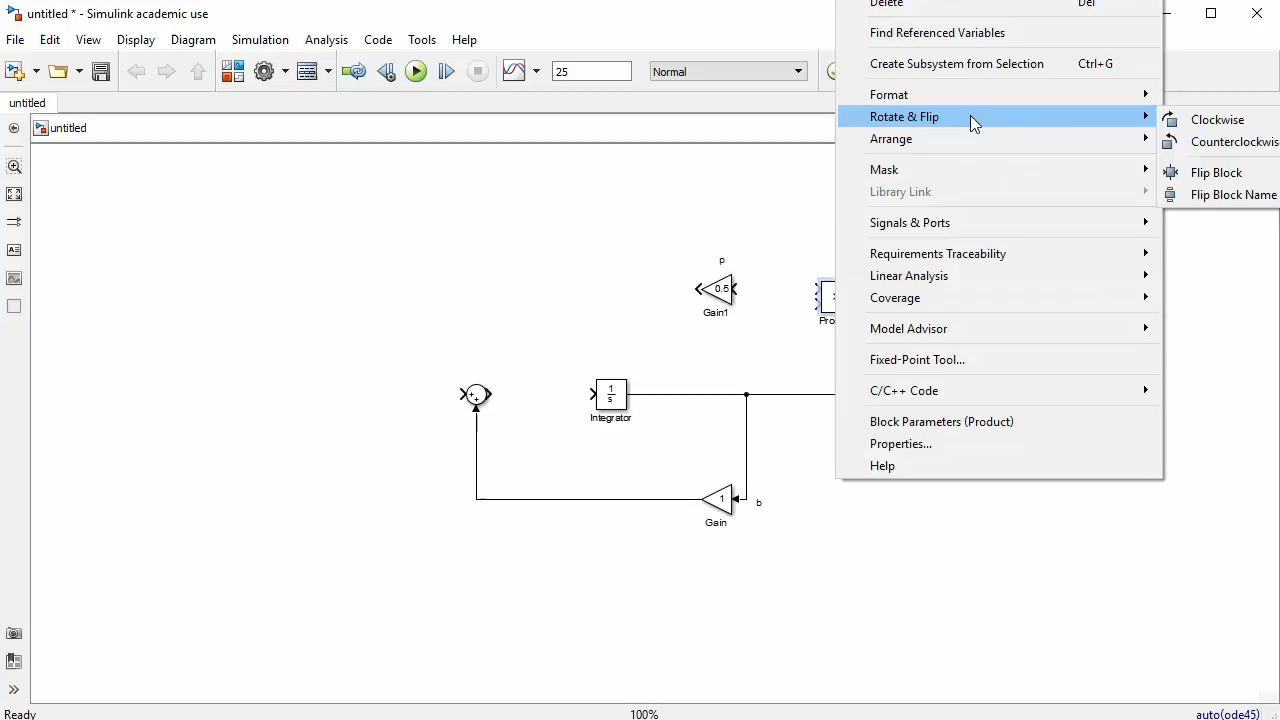 untitled * - Simulink academic use
File Edit View Display Diagram Simulation Analysis Code Tools Help
25
Normal
untitled
untitled
Delete Del
Find Referenced Variables
Create Subsystem from Selection Ctrl+G
Format
Rotate & Flip
Arrange
Mask
Library Link
Signals & Ports
Requirements Traceability
Linear Analysis
Coverage
Model Advisor
Fixed-Point Tool...
C/C++ Code
Block Parameters (Product)
Properties...
Help
Clockwise
Counterclockwis
Flip Block
Flip Block Name
p
0.5
Gain1
Pro
1
s
Integrator
1
b
Gain
Ready
100%
auto(ode45)